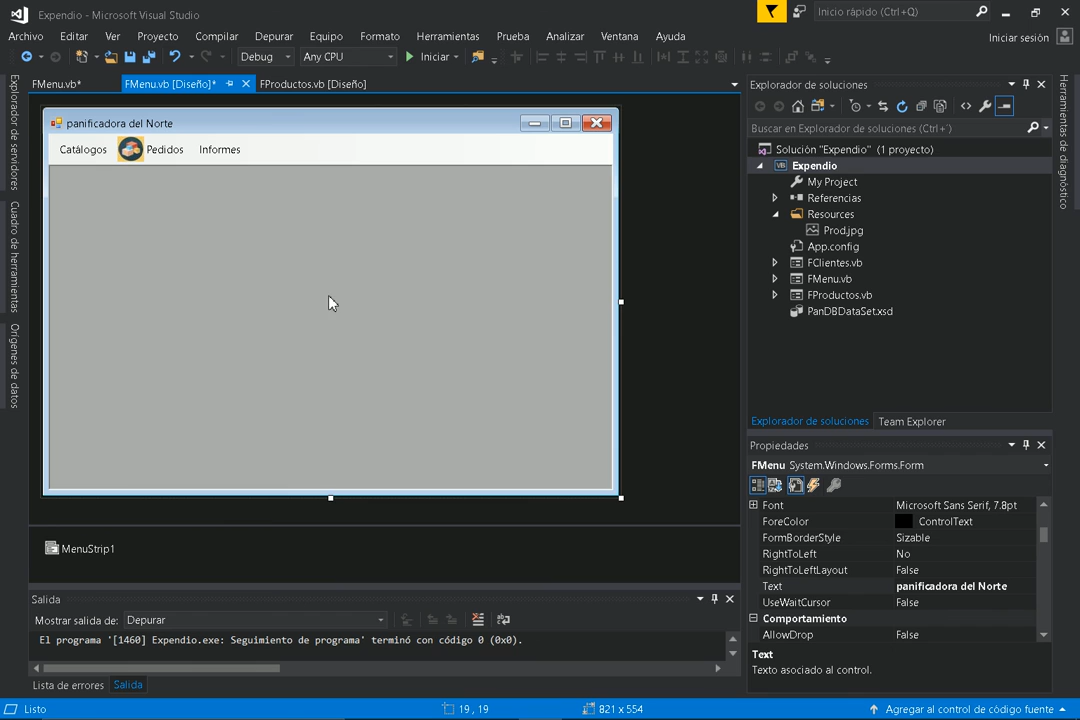 Expendio - Microsoft Visual Studio
Inicio rápido (Ctrl+Q)
Archivo Editar Ver Proyecto Compilar Depurar Equipo Formato Herramientas Prueba Analizar Ventana Ayuda
Iniciar sesión
Debug Any CPU Iniciar
FMenu.vb* FMenu.vb [Diseño]* FProductos.vb [Diseño]
Explorador de servidores
Cuadro de herramientas
Orígenes de datos
panificadora del Norte
Catálogos Pedidos Informes
MenuStrip1
Salida
Mostrar salida de: Depurar
El programa '[1460] Expendio.exe: Seguimiento de programa' terminó con código 0 (0x0).
Lista de errores Salida
Explorador de soluciones
Buscar en Explorador de soluciones (Ctrl+´)
Solución "Expendio" (1 proyecto)
VB Expendio
My Project
Referencias
Resources
Prod.jpg
App.config
FClientes.vb
FMenu.vb
FProductos.vb
PanDBDataSet.xsd
Explorador de soluciones Team Explorer
Propiedades
FMenu System.Windows.Forms.Form
Font Microsoft Sans Serif, 7.8pt
ForeColor ControlText
FormBorderStyle Sizable
RightToLeft No
RightToLeftLayout False
Text panificadora del Norte
UseWaitCursor False
Comportamiento
AllowDrop False
Text
Texto asociado al control.
Herramientas de diagnóstico
Listo 19 , 19 821 x 554 Agregar al control de código fuente